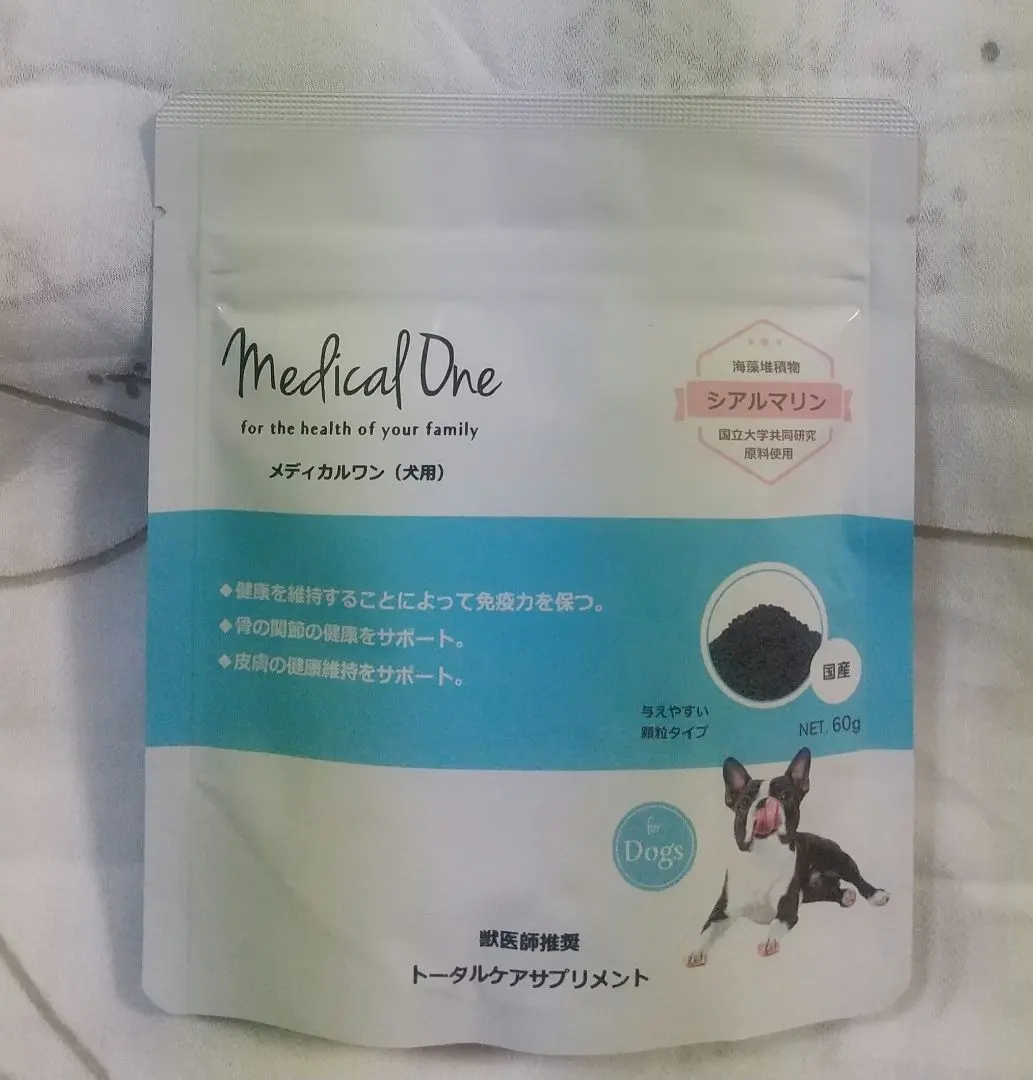 Medical One
for the health of your family
メディカルワン（犬用）
海藻堆積物
シアルマリン
国立大学共同研究
原料使用
◆健康を維持することによって免疫力を保つ。
◆骨の関節の健康をサポート。
◆皮膚の健康維持をサポート。
国産
与えやすい
顆粒タイプ
NET. 60g
for
Dogs
獣医師推奨
トータルケアサプリメント